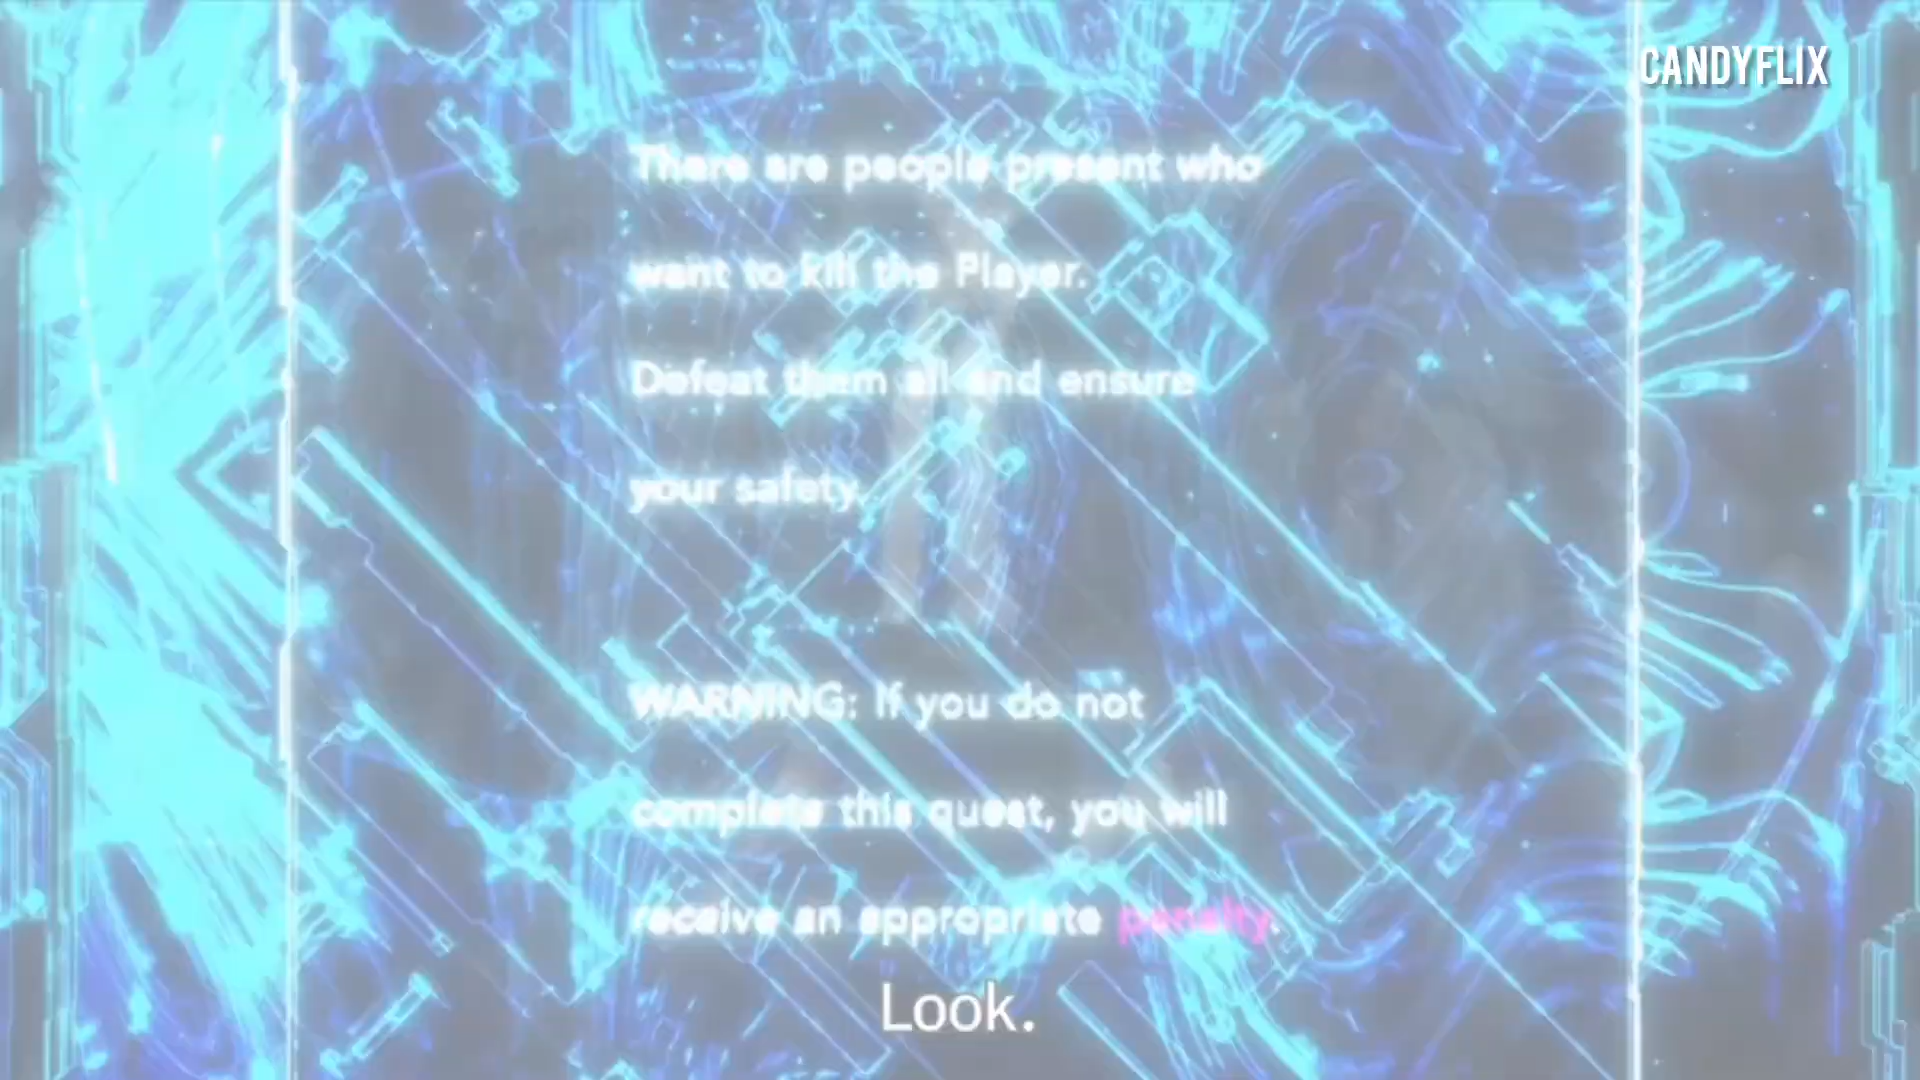 CANDYFLIX
There are people present who
want to kill the Player.
Defeat them all and ensure
your safety.
WARNING: If you do not
complete this quest, you will
receive an appropriate penalty.
Look.